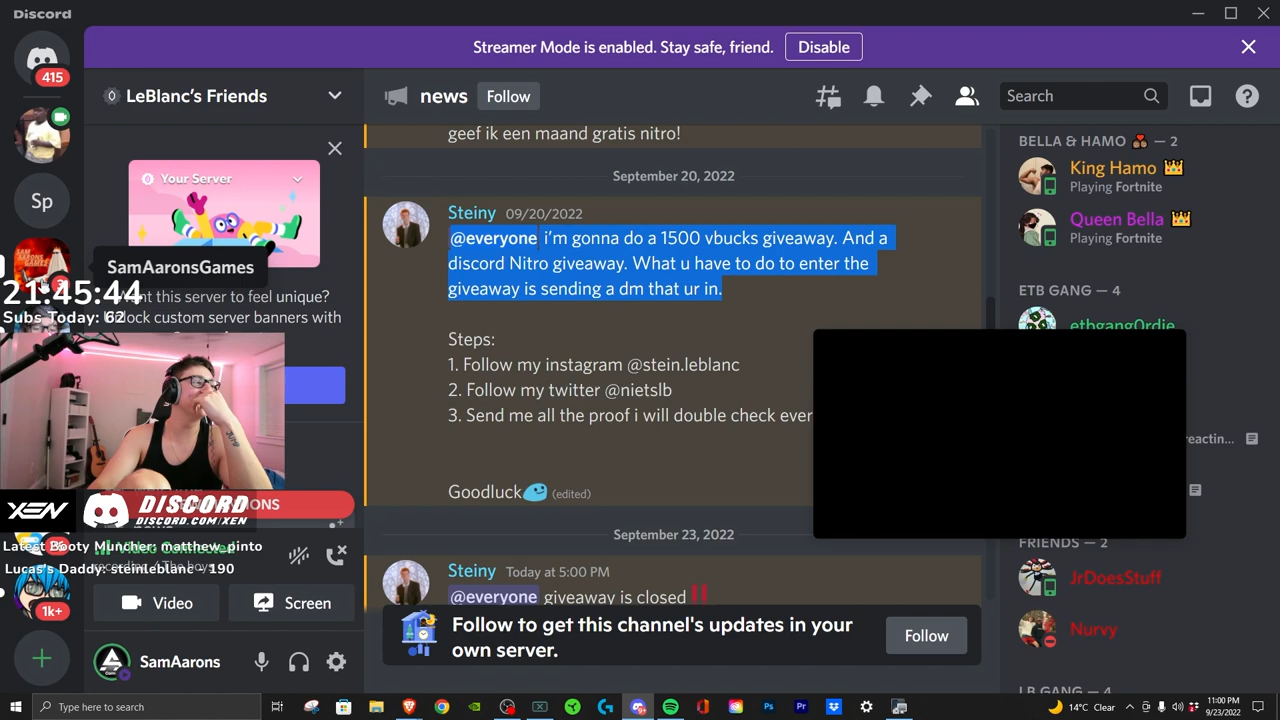 Discord
Streamer Mode is enabled. Stay safe, friend.
Disable
415
LeBlanc's Friends
news
Follow
Search
geef ik een maand gratis nitro!
BELLA & HAMO — 2
King Hamo
Playing Fortnite
Queen Bella
Playing Fortnite
Your Server
Sp
September 20, 2022
Steiny 09/20/2022
@everyone i'm gonna do a 1500 vbucks giveaway. And a
discord Nitro giveaway. What u have to do to enter the
giveaway is sending a dm that ur in.
SamAaronsGames
21:45:44
ant this server to feel unique?
Subs Today: 62
lock custom server banners with
ETB GANG — 4
etbgang0rdie
Steps:
1. Follow my instagram @stein.leblanc
2. Follow my twitter @nietslb
3. Send me all the proof i will double check ever
reactin...
Goodluck (edited)
XEN
DISCORD
DISCORD.COM/XEN
September 23, 2022
FRIENDS — 2
JrDoesStuff
Nurvy
LB GANG — 4
Latest Booty Muncher: matthew_pinto
Lucas's Daddy: steinleblanc - 190
Steiny Today at 5:00 PM
@everyone giveaway is closed
1k+
Video
Screen
Follow to get this channel's updates in your
own server.
Follow
SamAarons
Type here to search
14°C Clear
11:00 PM
9/23/2022